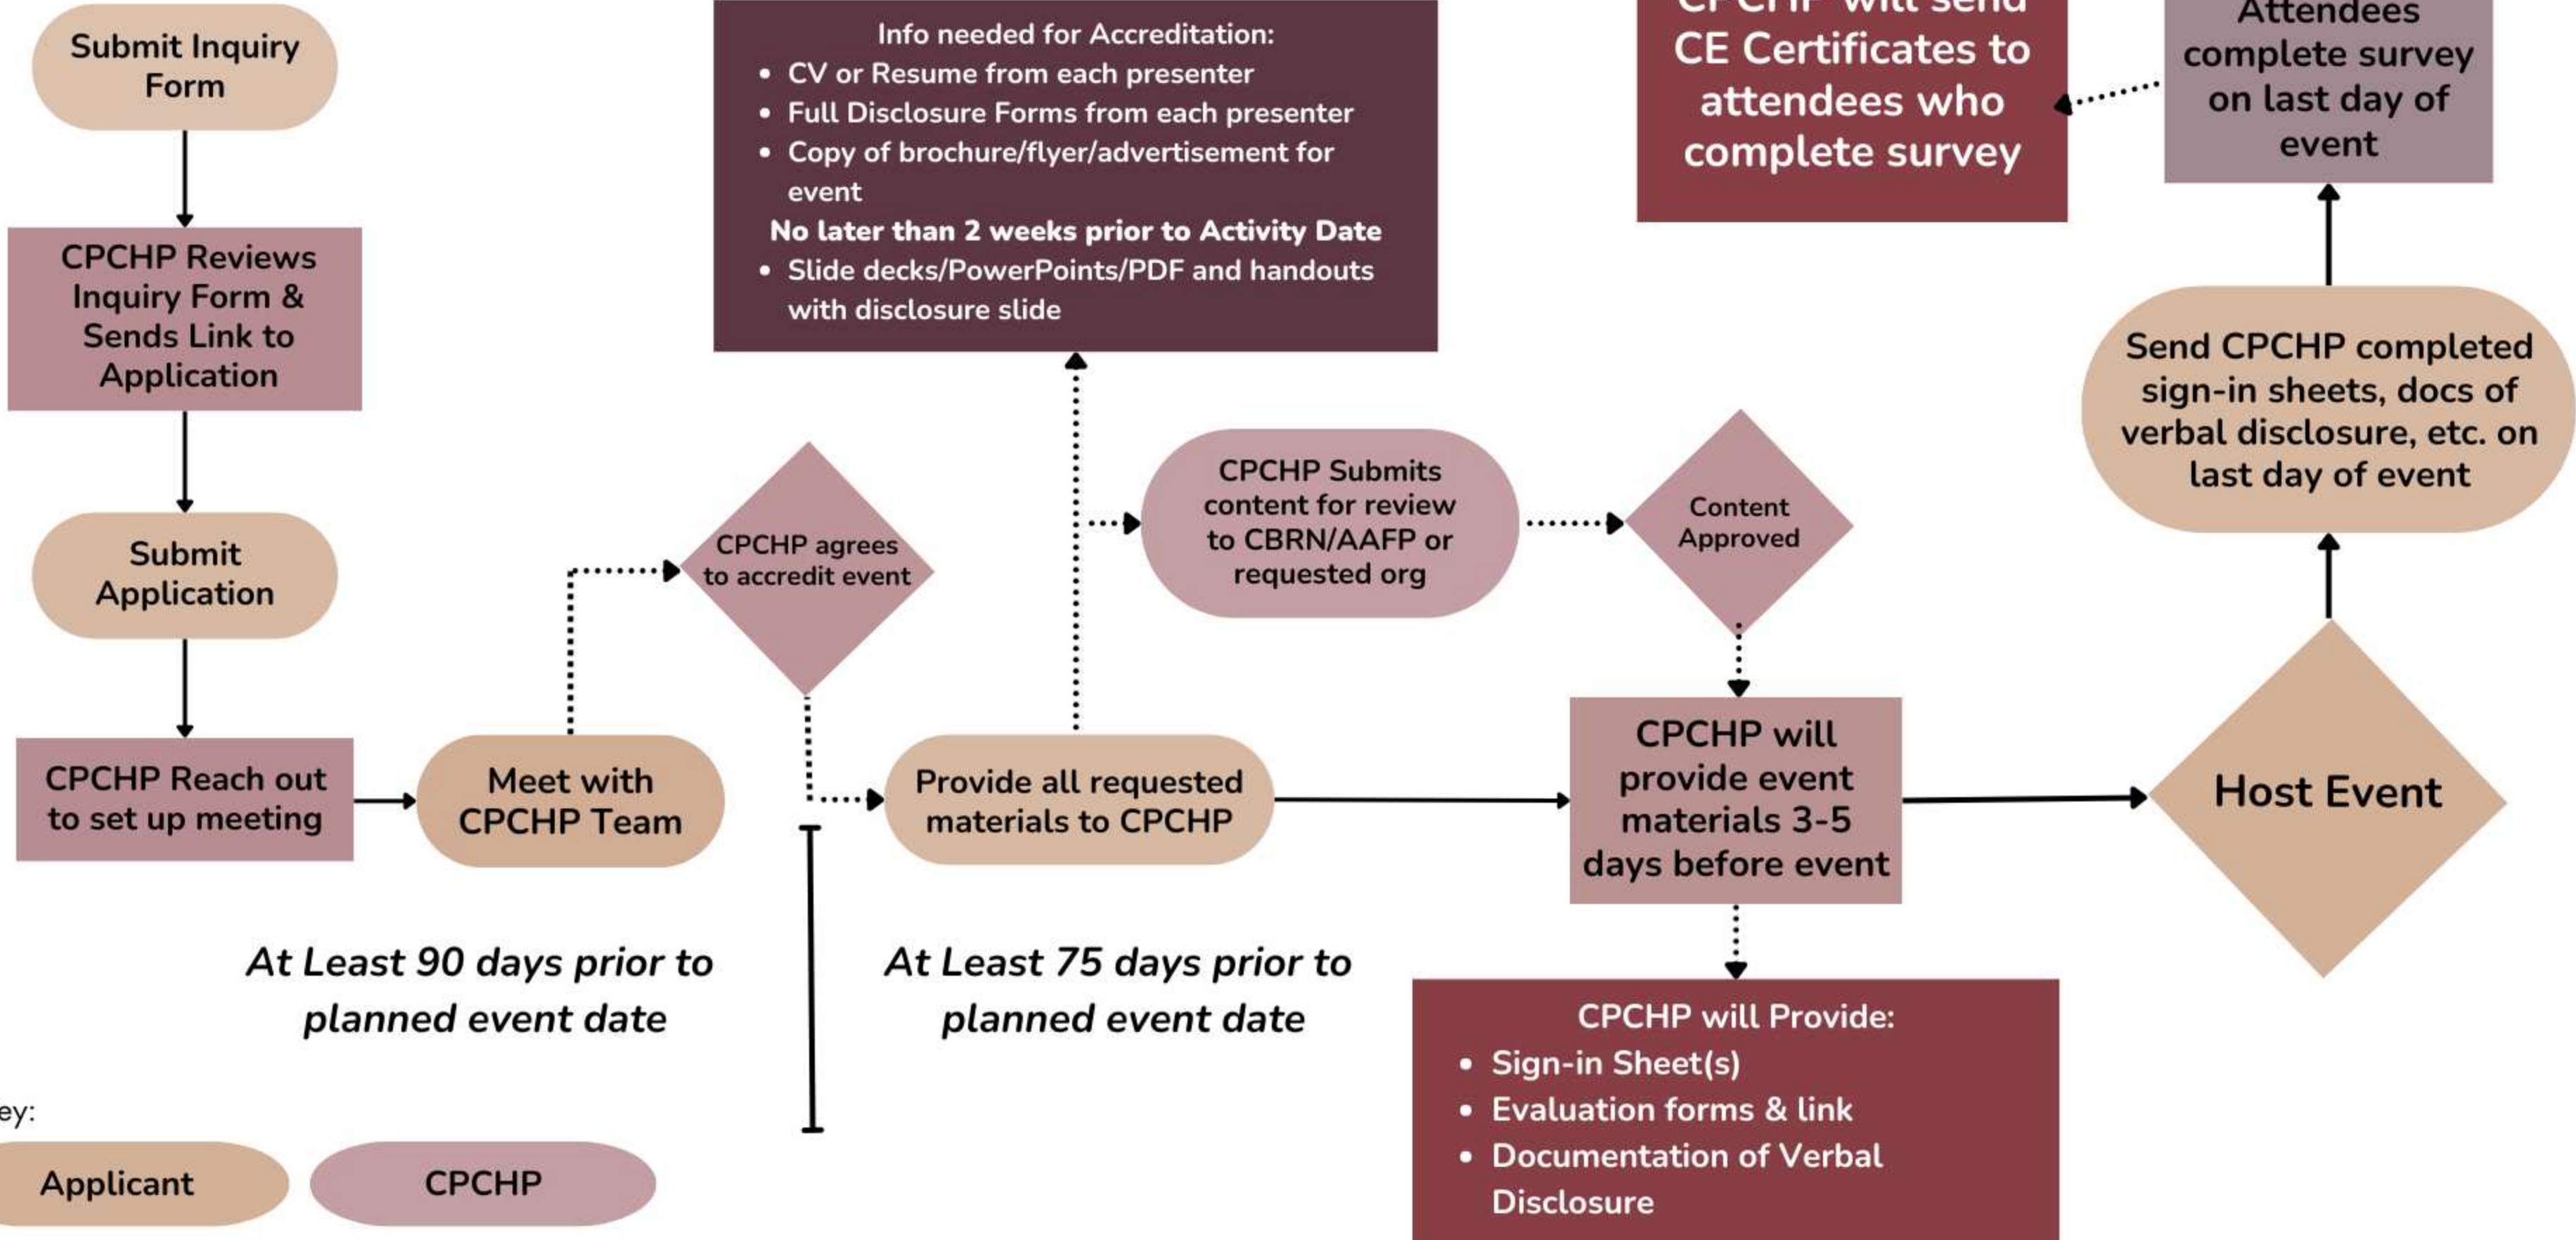 Submit Inquiry
Form
CPCHP Reviews
Inquiry Form &
Sends Link to
Application
Submit
Application
CPCHP Reach out
to set up meeting
Meet with
CPCHP Team
At Least 90 days prior to
planned event date
CPCHP agrees
to accredit event
Info needed for Accreditation:
• CV or Resume from each presenter
• Full Disclosure Forms from each presenter
• Copy of brochure/flyer/advertisement for
event
No later than 2 weeks prior to Activity Date
• Slide decks/PowerPoints/PDF and handouts
with disclosure slide
Provide all requested
materials to CPCHP
At Least 75 days prior to
planned event date
CPCHP Submits
content for review
to CBRN/AAFP or
requested org
Content
Approved
CPCHP will
provide event
materials 3-5
days before event
CPCHP will Provide:
• Sign-in Sheet(s)
• Evaluation forms & link
• Documentation of Verbal
Disclosure
Host Event
Send CPCHP completed
sign-in sheets, docs of
verbal disclosure, etc. on
last day of event
Attendees
complete survey
on last day of
event
CPCHP will send
CE Certificates to
attendees who
complete survey
ey:
Applicant
CPCHP